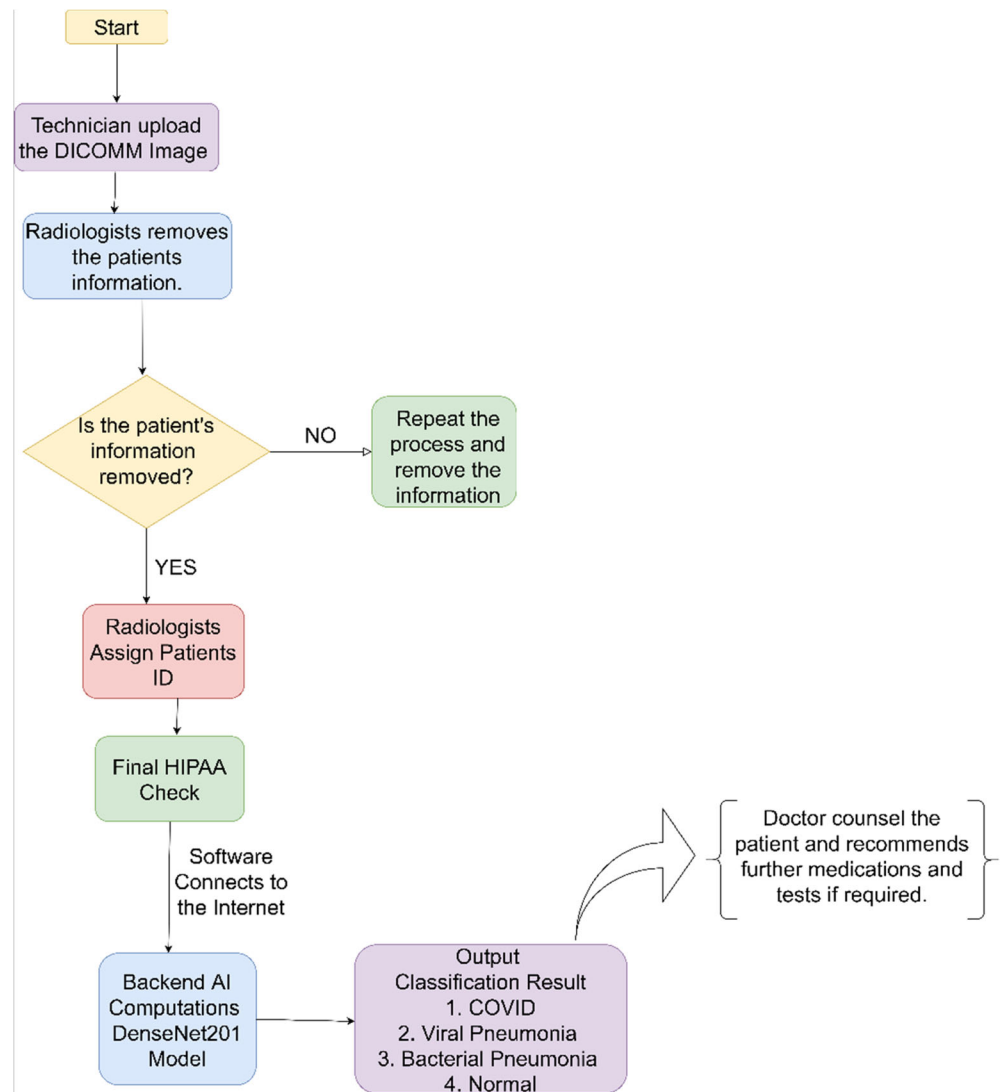 Start
Technician upload
the DICOMM Image
Radiologists removes
the patients
information.
Is the patient's
information
removed?
NO
Repeat the
process and
remove the
information
YES
Radiologists
Assign Patients
ID
Final HIPAA
Check
Software
Connects to
the Internet
Backend AI
Computations
DenseNet201
Model
Output
Classification Result
1. COVID
2. Viral Pneumonia
3. Bacterial Pneumonia
4. Normal
Doctor counsel the
patient and recommends
further medications and
tests if required.